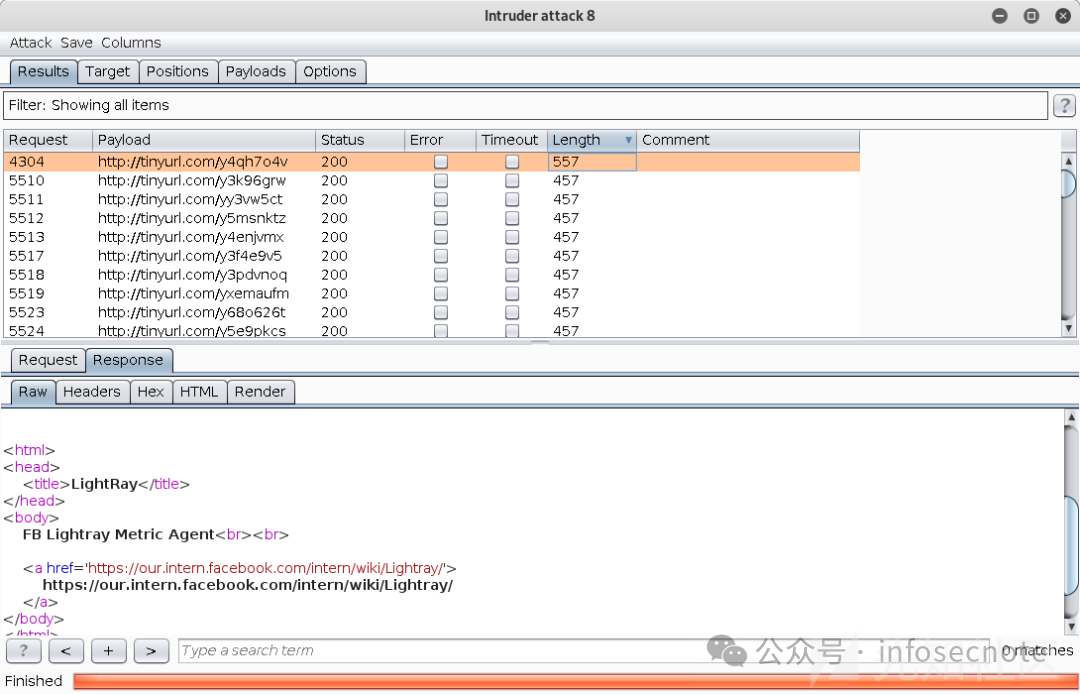 Intruder attack 8
Attack Save Columns
Results Target Positions Payloads Options
Filter: Showing all items ?
Request Payload Status Error Timeout Length Comment
4304 http://tinyurl.com/y4qh7o4v 200 557
5510 http://tinyurl.com/y3k96grw 200 457
5511 http://tinyurl.com/yy3vw5ct 200 457
5512 http://tinyurl.com/y5msnktz 200 457
5513 http://tinyurl.com/y4enjvmx 200 457
5517 http://tinyurl.com/y3f4e9v5 200 457
5518 http://tinyurl.com/y3pdvnoq 200 457
5519 http://tinyurl.com/yxemaufm 200 457
5523 http://tinyurl.com/y68o626t 200 457
5524 http://tinyurl.com/y5e9pkcs 200 457
Request Response
Raw Headers Hex HTML Render
<html>
<head>
<title>LightRay</title>
</head>
<body>
FB Lightray Metric Agent<br><br>
<a href='https://our.intern.facebook.com/intern/wiki/Lightray/'>
https://our.intern.facebook.com/intern/wiki/Lightray/
</a>
</body>
</html>
? < + > Type a search term 0 matches
公众号 · infosecnote
Finished